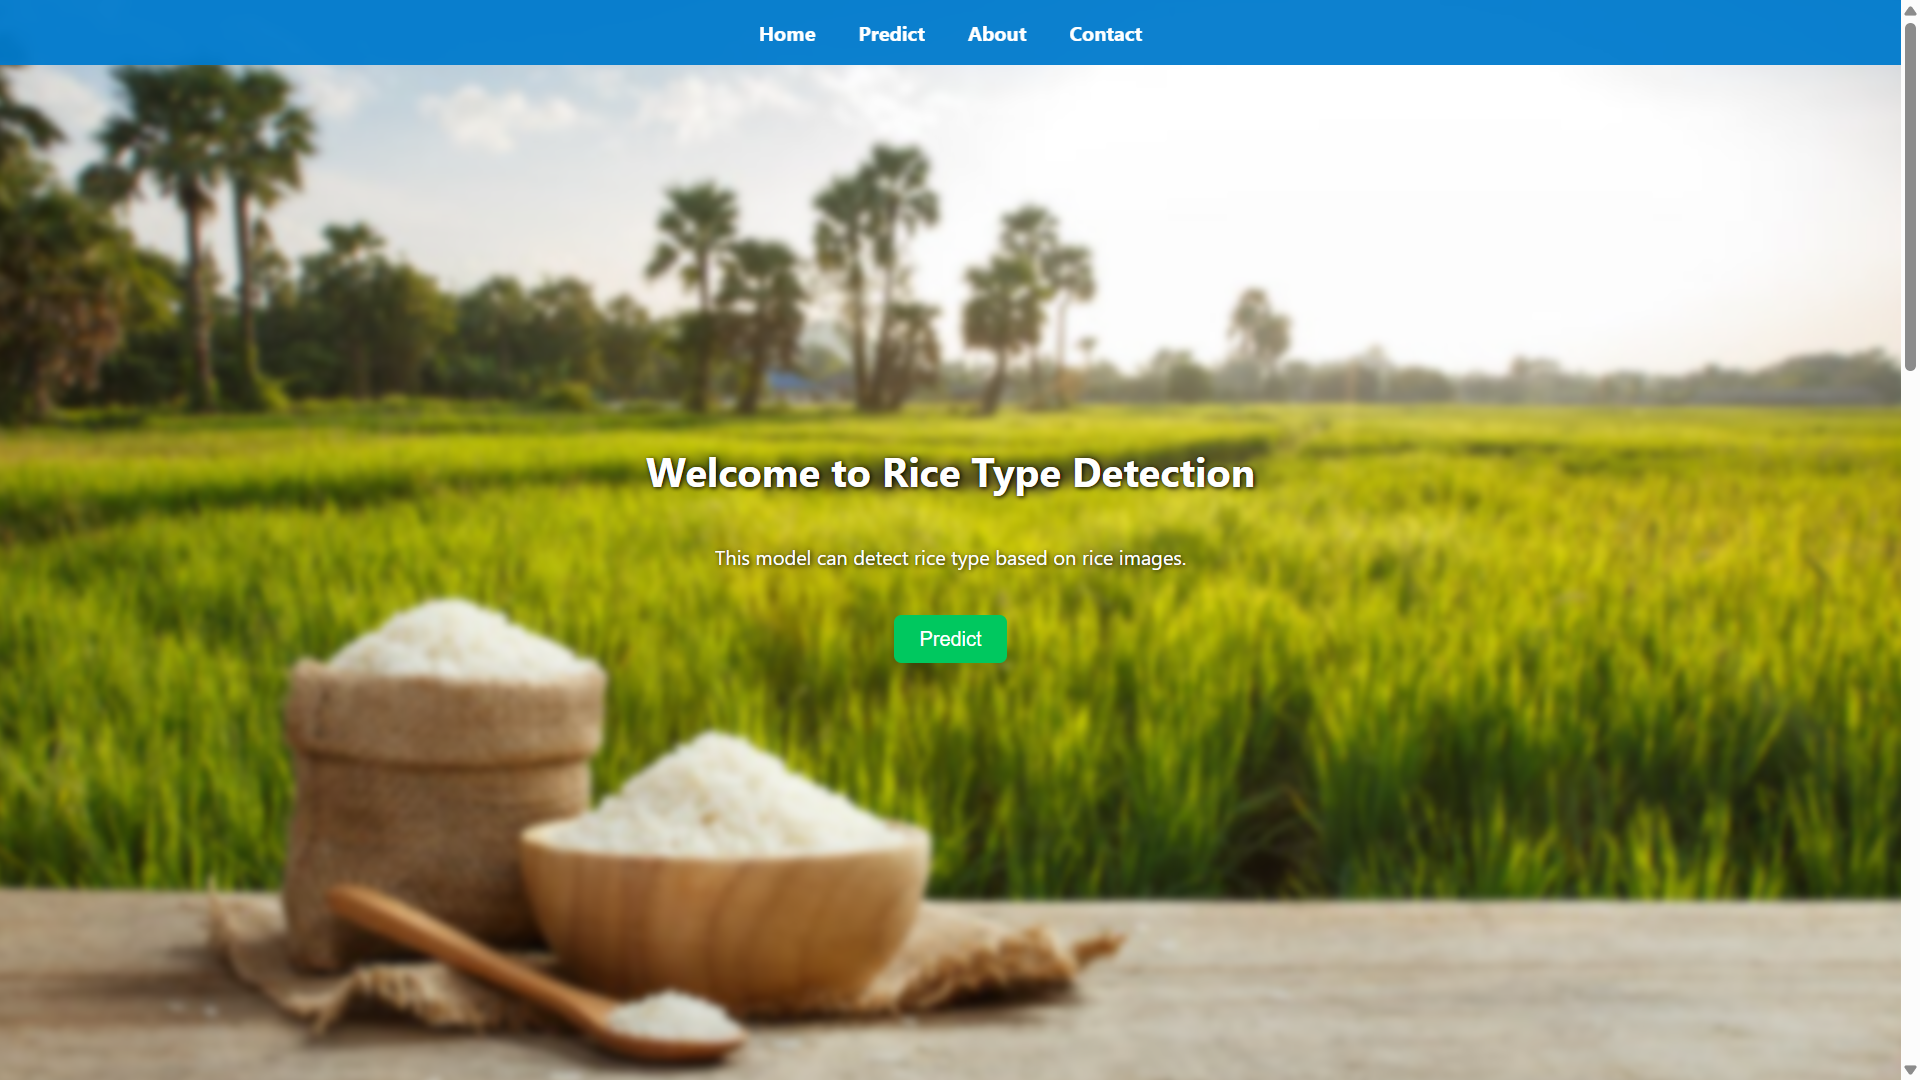 Home Predict About Contact
Welcome to Rice Type Detection
This model can detect rice type based on rice images.
Predict